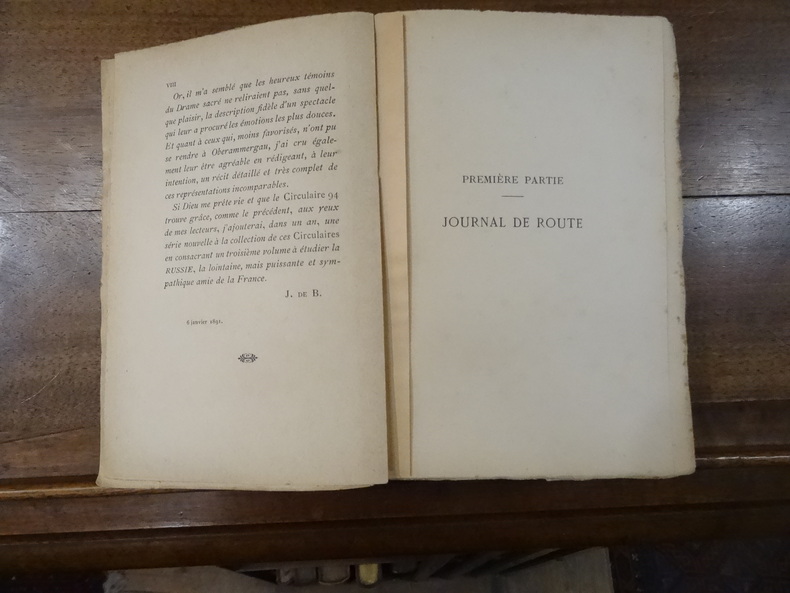 VIII
Or, il m'a semblé que les heureux témoins
du Drame sacré ne reliraient pas, sans quel-
que plaisir, la description fidèle d'un spectacle
qui leur a procuré les émotions les plus douces.
Et quant à ceux qui, moins favorisés, n'ont pu
se rendre à Oberammergau, j'ai cru égale-
ment leur être agréable en rédigeant, à leur
intention, un récit détaillé et très complet de
ces représentations incomparables.
Si Dieu me prête vie et que le Circulaire 94
trouve grâce, comme le précédent, aux yeux
de mes lecteurs, j'ajouterai, dans un an, une
série nouvelle à la collection de ces Circulaires
en consacrant un troisième volume à étudier la
RUSSIE, la lointaine, mais puissante et sym-
pathique amie de la France.
J. DE B.
6 janvier 1891.
PREMIÈRE PARTIE
JOURNAL DE ROUTE